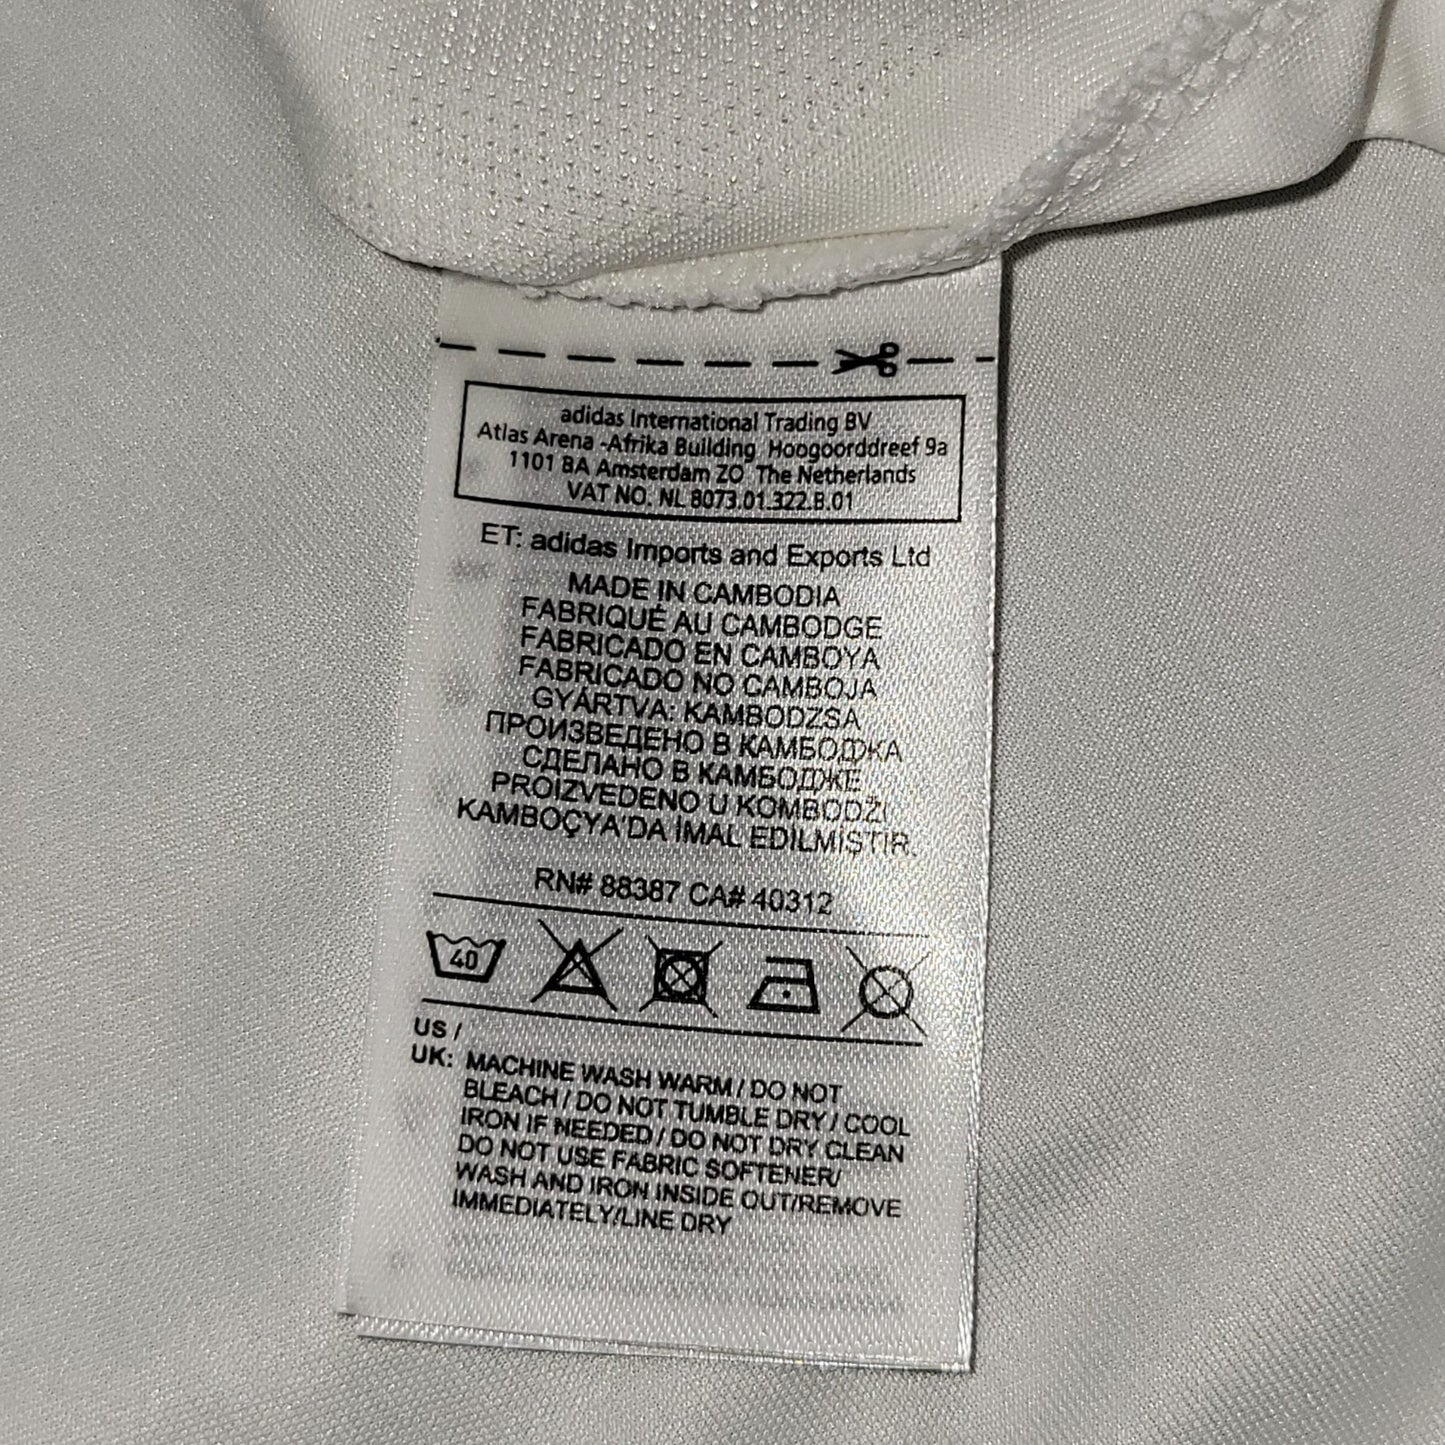 adidas International Trading BV
Atlas Arena -Afrika Building Hoogoorddreef 9a
1101 BA Amsterdam ZO The Netherlands
VAT NO. NL 8073.01.322.B.01
ET: adidas Imports and Exports Ltd
MADE IN CAMBODIA
FABRIQUÉ AU CAMBODGE
FABRICADO EN CAMBOYA
FABRICADO NO CAMBOJA
GYÁRTVA: KAMBODZSA
ПРОИЗВЕДЕНО В КАМБОДЖА
СДЕЛАНО В КАМБОДЖЕ
PROIZVEDENO U KOMBODŽI
KAMBOÇYA'DA İMAL EDİLMİŞTİR.
RN# 88387 CA# 40312
40
US /
UK: MACHINE WASH WARM / DO NOT
BLEACH / DO NOT TUMBLE DRY / COOL
IRON IF NEEDED / DO NOT DRY CLEAN
DO NOT USE FABRIC SOFTENER/
WASH AND IRON INSIDE OUT/REMOVE
IMMEDIATELY/LINE DRY